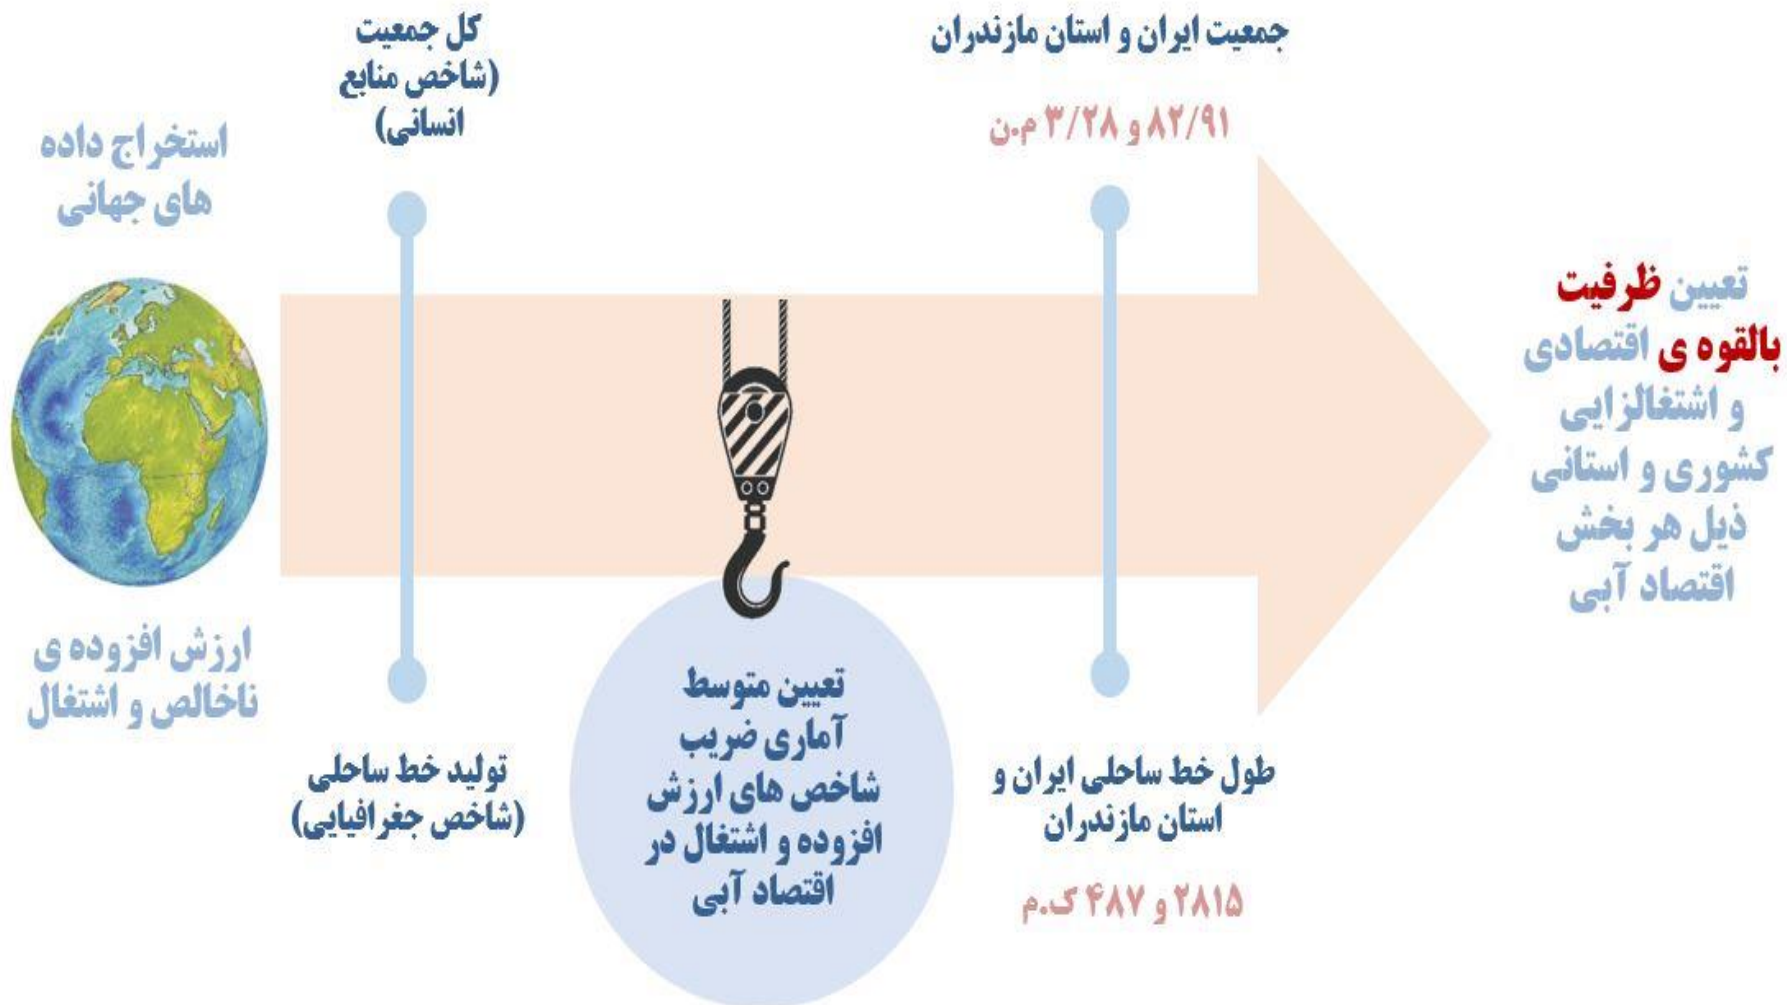 استخراج داده
های جهانی
ارزش افزوده ی
ناخالص و اشتغال
کل جمعیت
(شاخص منابع
انسانی)
تولید خط ساحلی
(شاخص جغرافیایی)
تعیین متوسط
آماری ضریب
شاخص های ارزش
افزوده و اشتغال در
اقتصاد آبی
جمعیت ایران و استان مازندران
۸۲/۹۱ و ۳/۲۸ م.ن
طول خط ساحلی ایران و
استان مازندران
۲۸۱۵ و ۴۸۷ ک.م
تعیین ظرفیت
بالقوه ی اقتصادی
و اشتغالزایی
کشوری و استانی
ذیل هر بخش
اقتصاد آبی